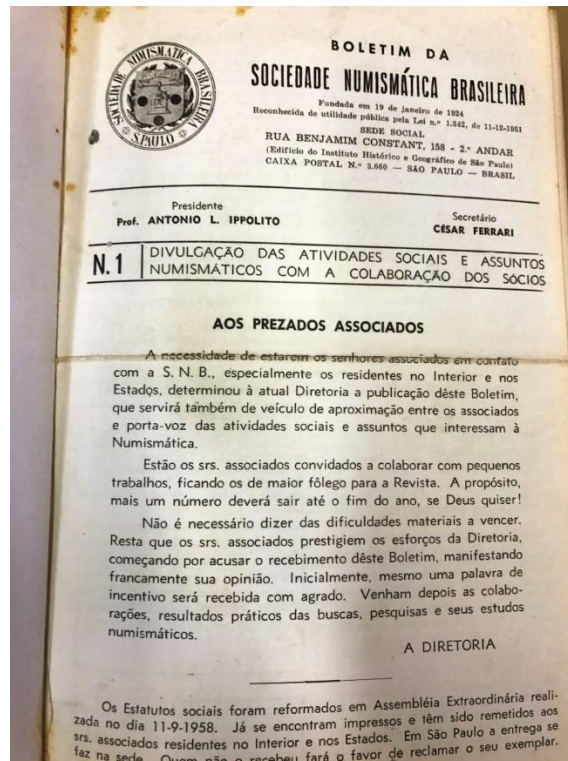 SOCIEDADE NUMISMATICA BRASILEIRA
S. PAULO
BOLETIM DA
SOCIEDADE NUMISMÁTICA BRASILEIRA
Fundada em 19 de janeiro de 1924
Reconhecida de utilidade pública pela Lei n.º 1.342, de 11-12-1951
SEDE SOCIAL
RUA BENJAMIM CONSTANT, 158 - 2.º ANDAR
(Edifício do Instituto Histórico e Geográfico de São Paulo)
CAIXA POSTAL N.º 3.660 — SÃO PAULO — BRASIL
Presidente
Prof. ANTONIO L. IPPOLITO
Secretário
CÉSAR FERRARI
N. 1
DIVULGAÇÃO DAS ATIVIDADES SOCIAIS E ASSUNTOS
NUMISMÁTICOS COM A COLABORAÇÃO DOS SÓCIOS
AOS PREZADOS ASSOCIADOS
A necessidade de estarem os senhores associados em contato
com a S. N. B., especialmente os residentes no Interior e nos
Estados, determinou à atual Diretoria a publicação dêste Boletim,
que servirá também de veículo de aproximação entre os associados
e porta-voz das atividades sociais e assuntos que interessam à
Numismática.
Estão os srs. associados convidados a colaborar com pequenos
trabalhos, ficando os de maior fôlego para a Revista. A propósito,
mais um número deverá sair até o fim do ano, se Deus quiser!
Não é necessário dizer das dificuldades materiais a vencer.
Resta que os srs. associados prestigiem os esforços da Diretoria,
começando por acusar o recebimento dêste Boletim, manifestando
francamente sua opinião. Inicialmente, mesmo uma palavra de
incentivo será recebida com agrado. Venham depois as colabo-
rações, resultados práticos das buscas, pesquisas e seus estudos
numismáticos.
A DIRETORIA
Os Estatutos sociais foram reformados em Assembléia Extraordinária reali-
zada no dia 11-9-1958. Já se encontram impressos e têm sido remetidos aos
srs. associados residentes no Interior e nos Estados. Em São Paulo a entrega se
faz na sede. Quem não o recebeu fará o favor de reclamar o seu exemplar.